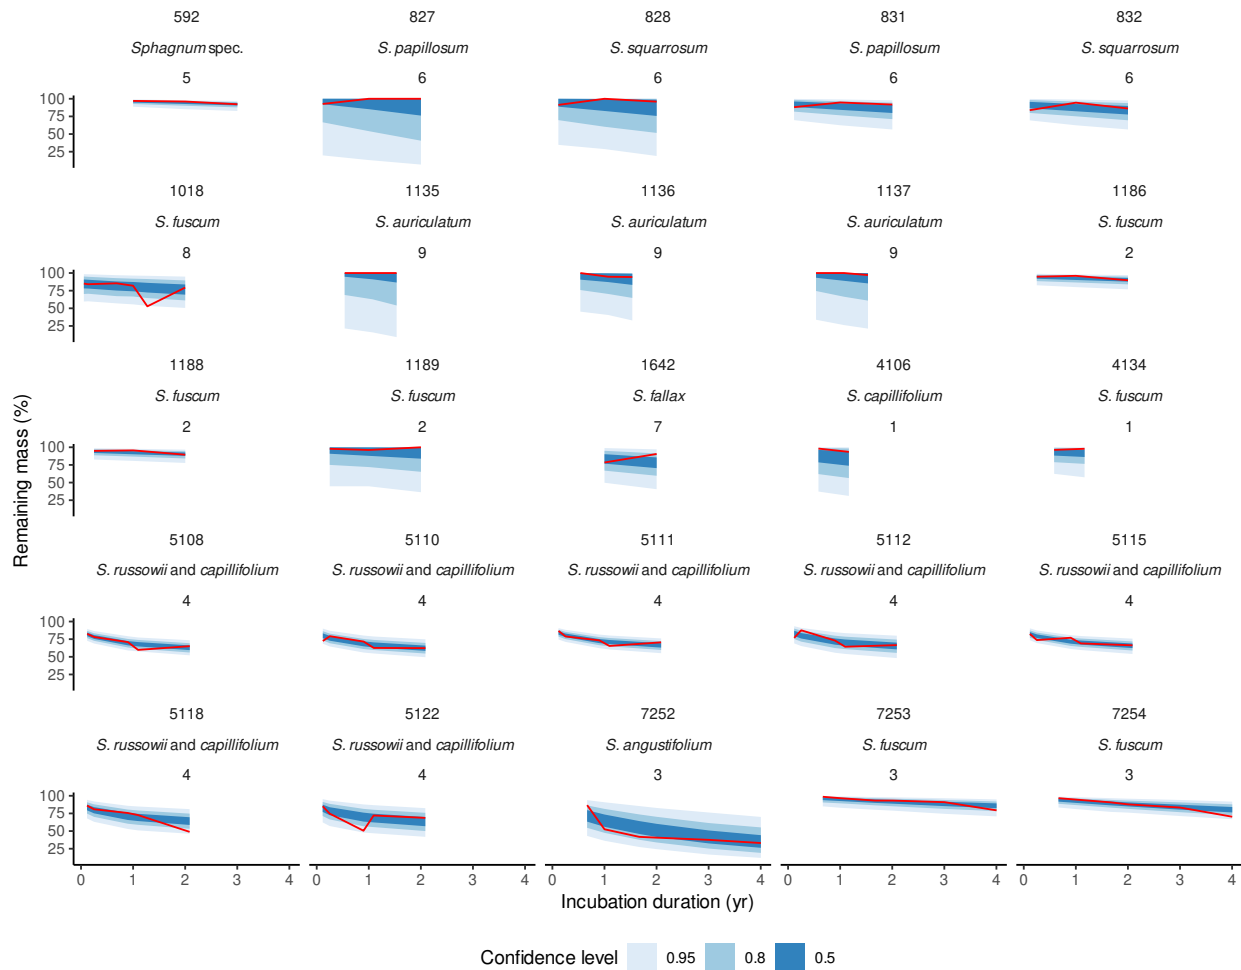 592 827 828 831 832
Sphagnum spec. S. papillosum S. squarrosum S. papillosum S. squarrosum
5 6 6 6 6
100
75
50
25
1018 1135 1136 1137 1186
S. fuscum S. auriculatum S. auriculatum S. auriculatum S. fuscum
8 9 9 9 2
100
75
50
25
1188 1189 1642 4106 4134
S. fuscum S. fuscum S. fallax S. capillifolium S. fuscum
2 2 7 1 1
100
75
50
25
Remaining mass (%)
5108 5110 5111 5112 5115
S. russowii and capillifolium S. russowii and capillifolium S. russowii and capillifolium S. russowii and capillifolium S. russowii and capillifolium
4 4 4 4 4
100
75
50
25
5118 5122 7252 7253 7254
S. russowii and capillifolium S. russowii and capillifolium S. angustifolium S. fuscum S. fuscum
4 4 3 3 3
100
75
50
25
0 1 2 3 4 0 1 2 3 4 0 1 2 3 4 0 1 2 3 4 0 1 2 3 4
Incubation duration (yr)
Confidence level 0.95 0.8 0.5